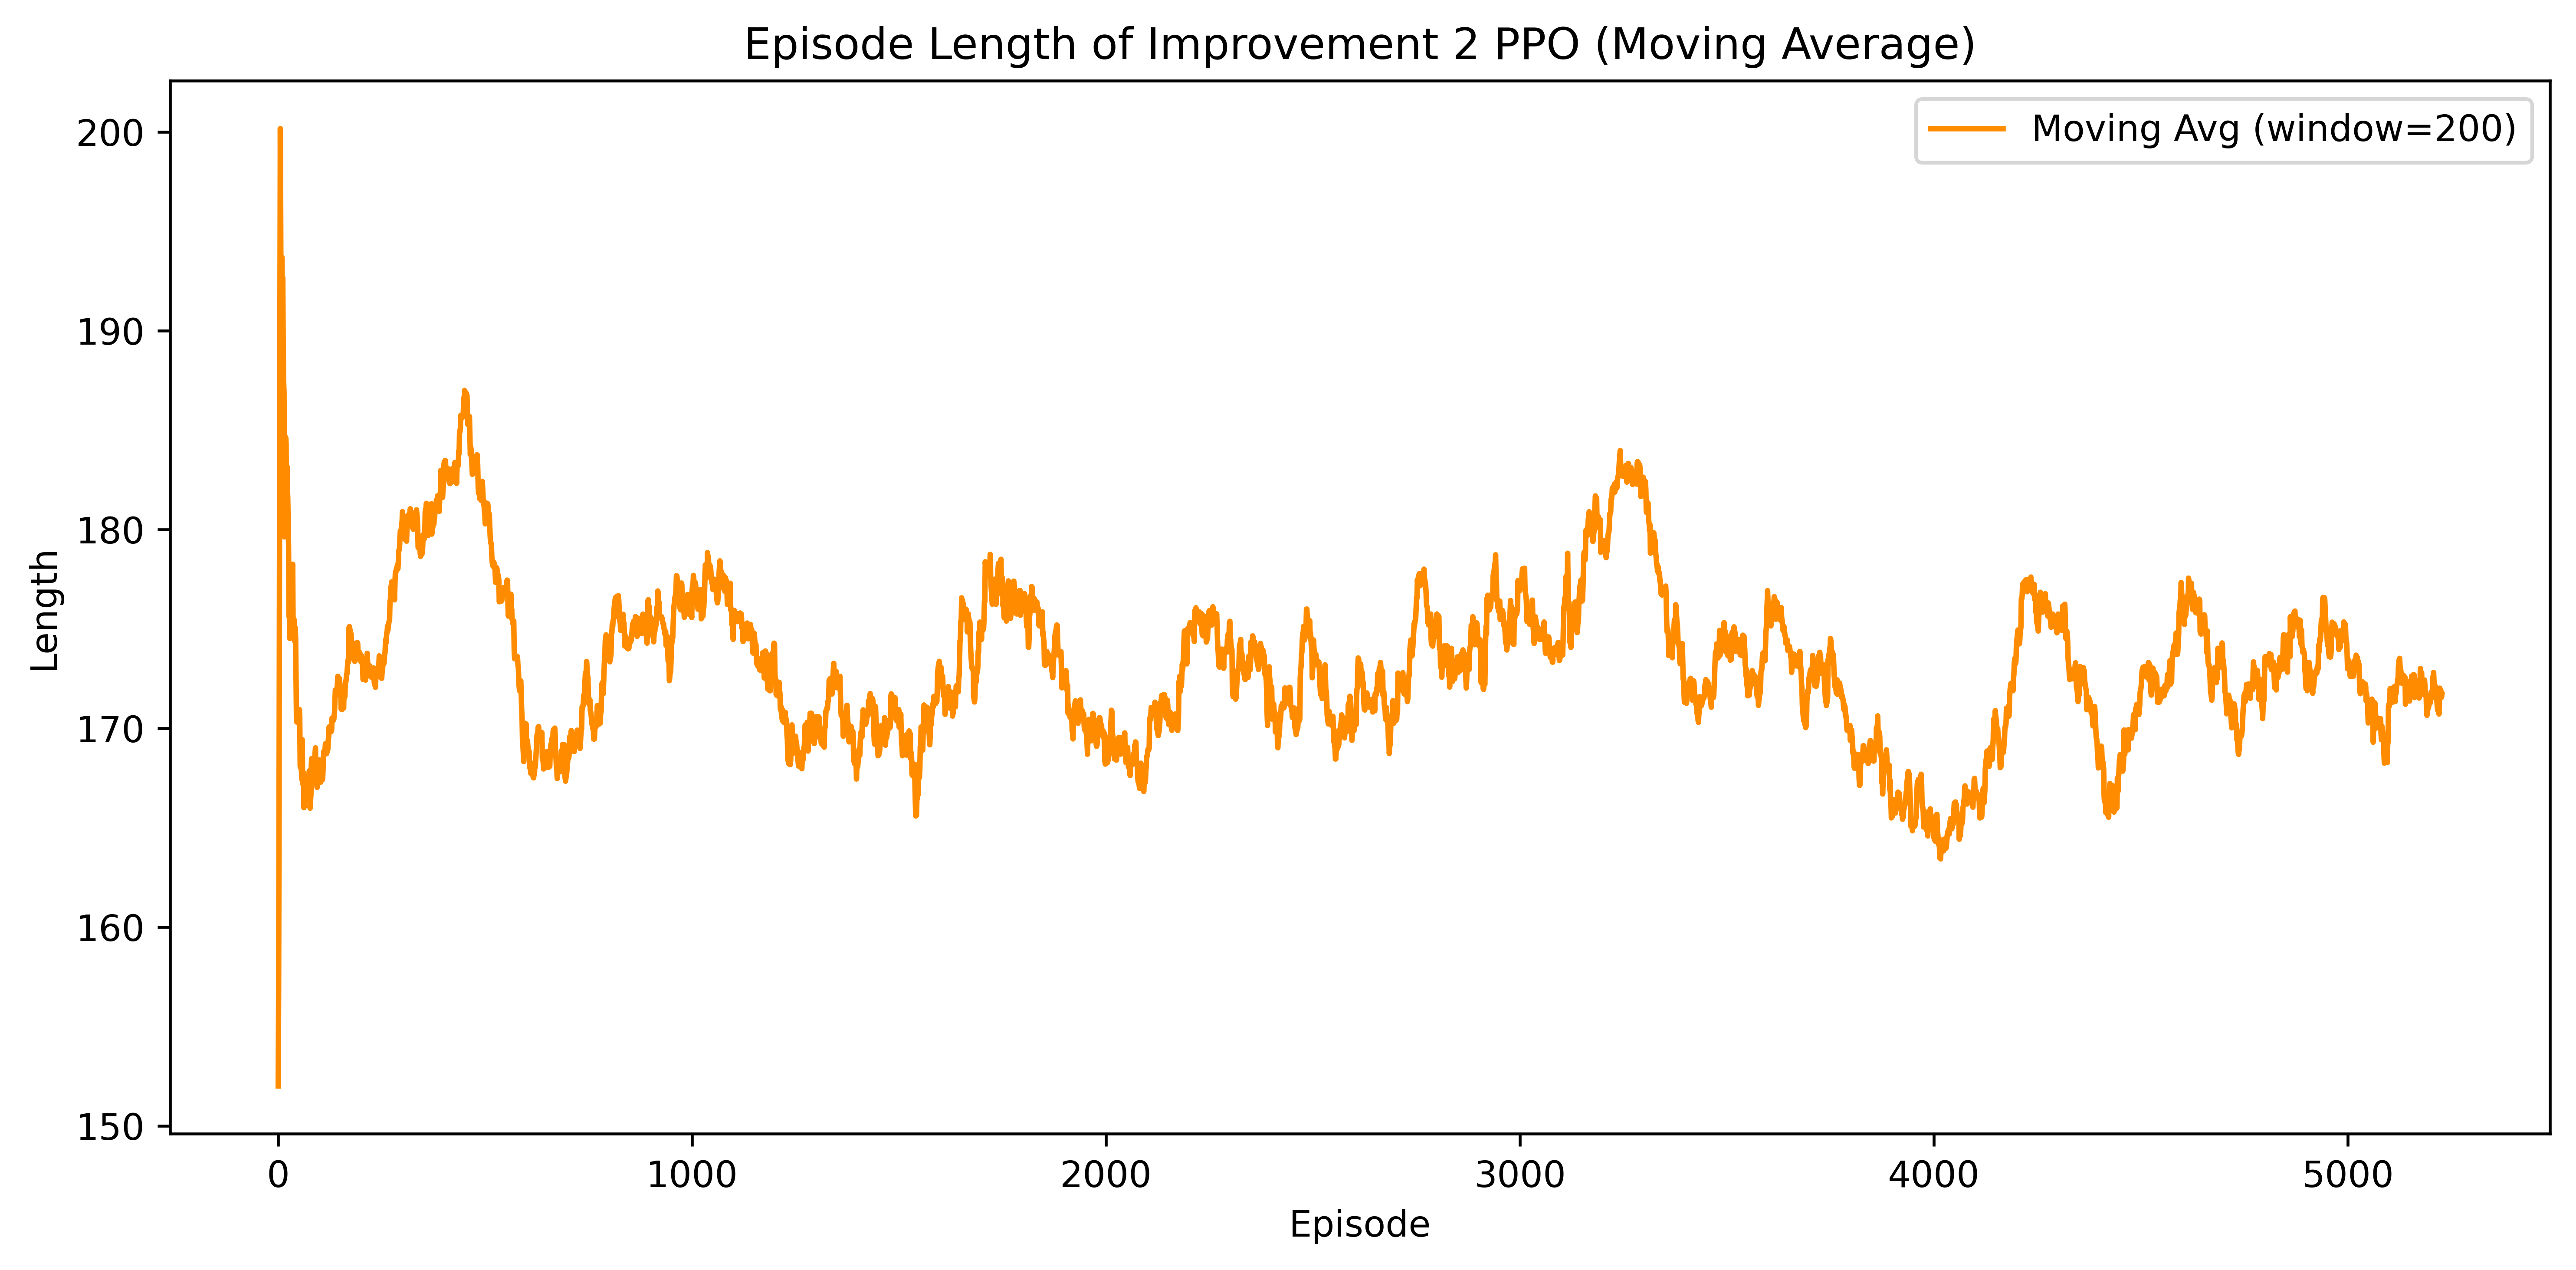 Episode Length of Improvement 2 PPO (Moving Average)
Moving Avg (window=200)
200
190
180
170
160
150
Length
0 1000 2000 3000 4000 5000
Episode